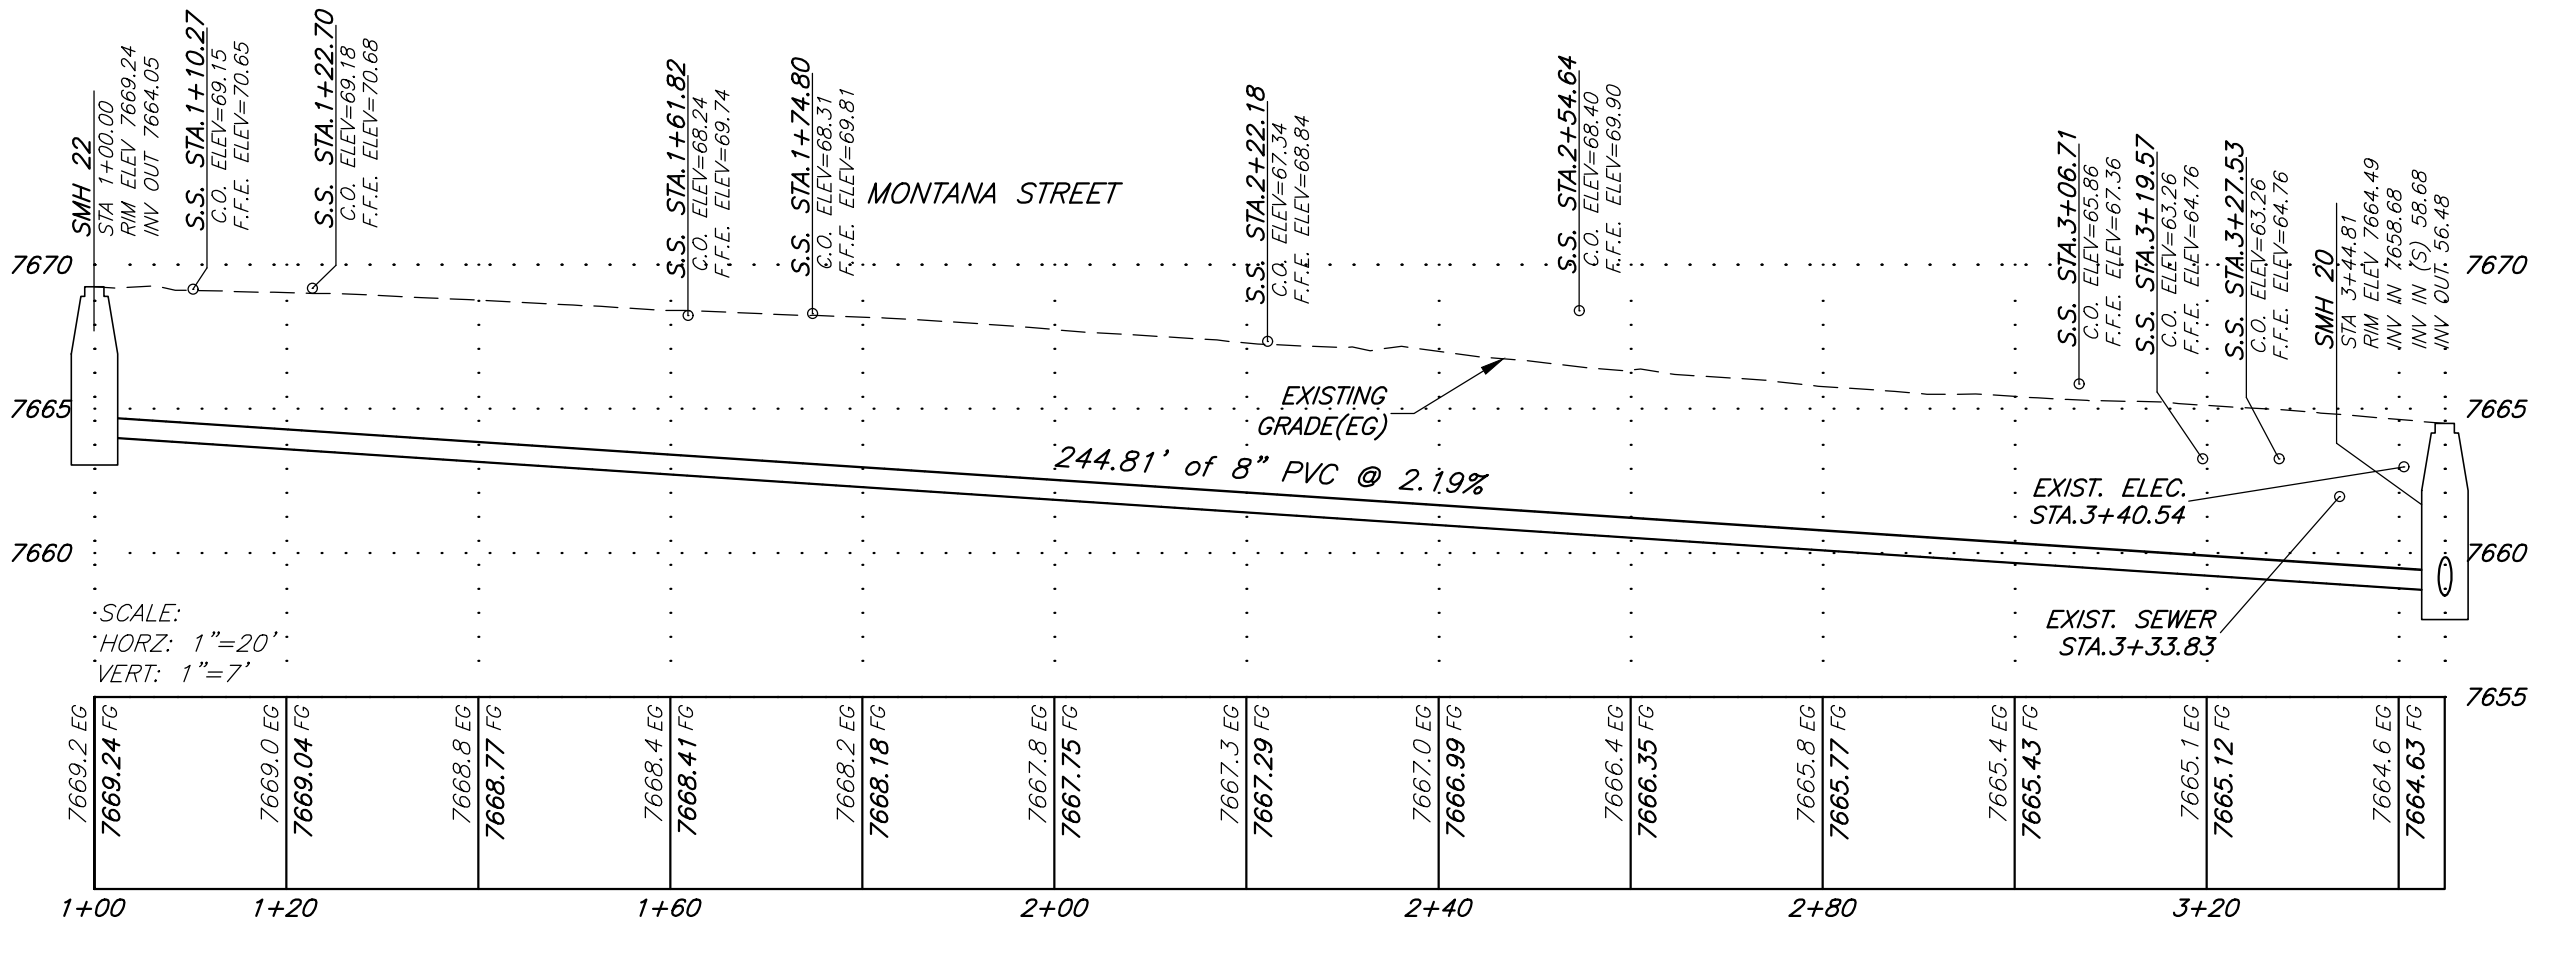 SMH 22
STA 1+00.00
RIM ELEV 7669.24
INV OUT 7664.05
S.S. STA.1+10.27
C.O. ELEV=69.15
F.F.E. ELEV=70.65
S.S. STA.1+22.70
C.O. ELEV=69.18
F.F.E. ELEV=70.68
S.S. STA.1+61.82
C.O. ELEV=68.24
F.F.E. ELEV=69.74
S.S. STA.1+74.80
C.O. ELEV=68.31
F.F.E. ELEV=69.81
MONTANA STREET
S.S. STA.2+22.18
C.O. ELEV=67.34
F.F.E. ELEV=68.84
S.S. STA.2+54.64
C.O. ELEV=68.40
F.F.E. ELEV=69.90
S.S. STA.3+06.71
C.O. ELEV=65.86
F.F.E. ELEV=67.36
S.S. STA.3+19.57
C.O. ELEV=63.26
F.F.E. ELEV=64.76
S.S. STA.3+27.53
C.O. ELEV=63.26
F.F.E. ELEV=64.76
SMH 20
STA 3+44.81
RIM ELEV 7664.49
INV IN 7658.68
INV IN (S) 58.68
INV OUT 56.48
7670
7670
7665
7665
7660
7660
7655
EXISTING
GRADE(EG)
244.81' of 8" PVC @ 2.19%
EXIST. ELEC.
STA.3+40.54
EXIST. SEWER
STA.3+33.83
SCALE:
HORZ: 1"=20'
VERT: 1"=7'
7669.2 EG
7669.24 FG
7669.0 EG
7669.04 FG
7668.8 EG
7668.77 FG
7668.4 EG
7668.41 FG
7668.2 EG
7668.18 FG
7667.8 EG
7667.75 FG
7667.3 EG
7667.29 FG
7667.0 EG
7666.99 FG
7666.4 EG
7666.35 FG
7665.8 EG
7665.77 FG
7665.4 EG
7665.43 FG
7665.1 EG
7665.12 FG
7664.6 EG
7664.63 FG
1+00 1+20 1+60 2+00 2+40 2+80 3+20